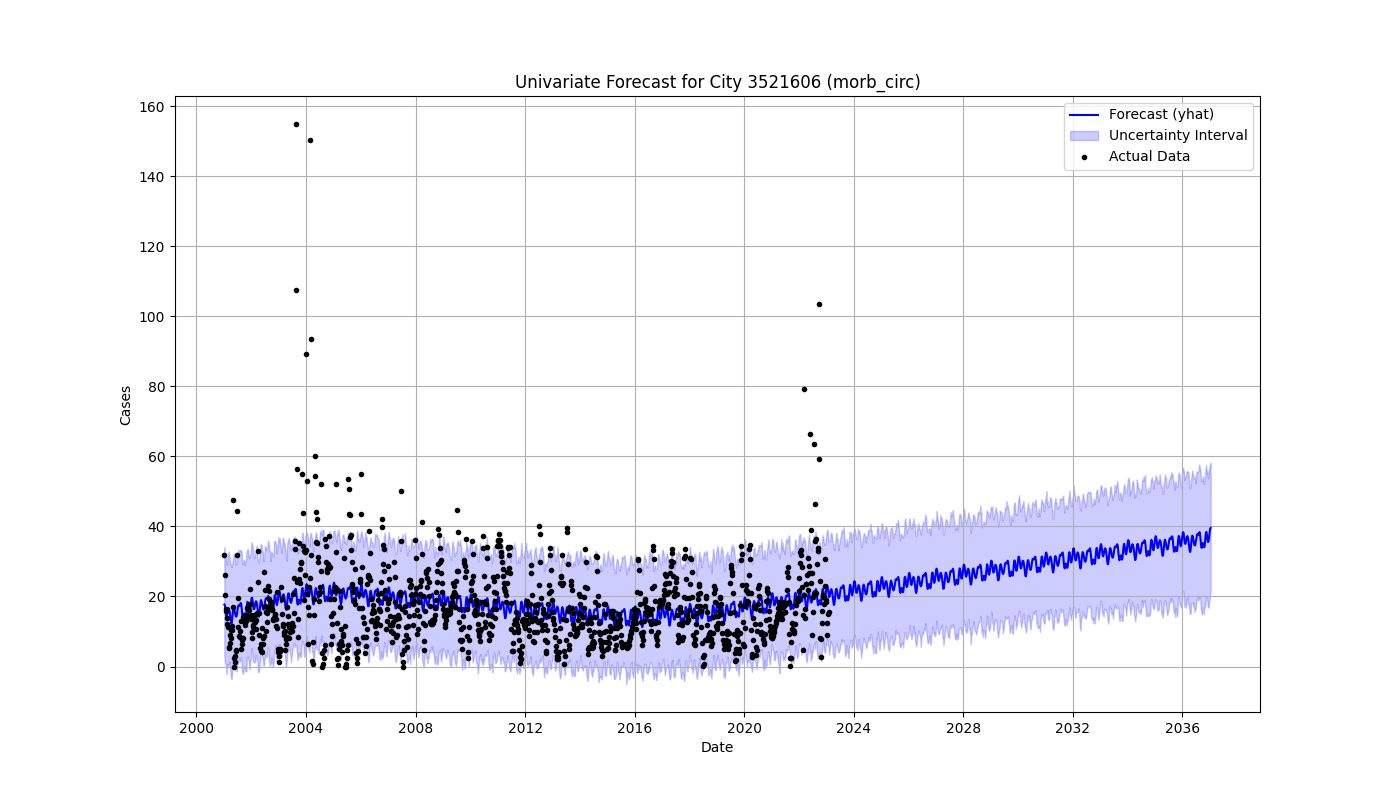 Univariate Forecast for City 3521606 (morb_circ)
Forecast (yhat)
Uncertainty Interval
Actual Data
160
140
120
100
80
60
40
20
0
Cases
2000 2004 2008 2012 2016 2020 2024 2028 2032 2036
Date